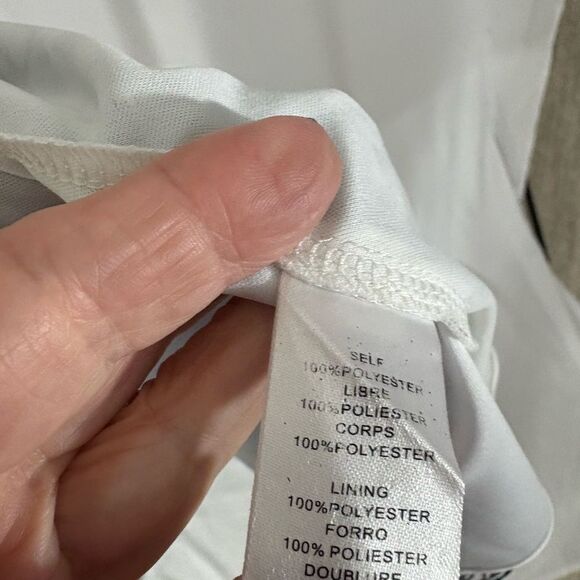 SELF
100%POLYESTER
LIBRE
100%POLIESTER
CORPS
100%POLYESTER
LINING
100%POLYESTER
FORRO
100% POLIESTER
DOUBLURE